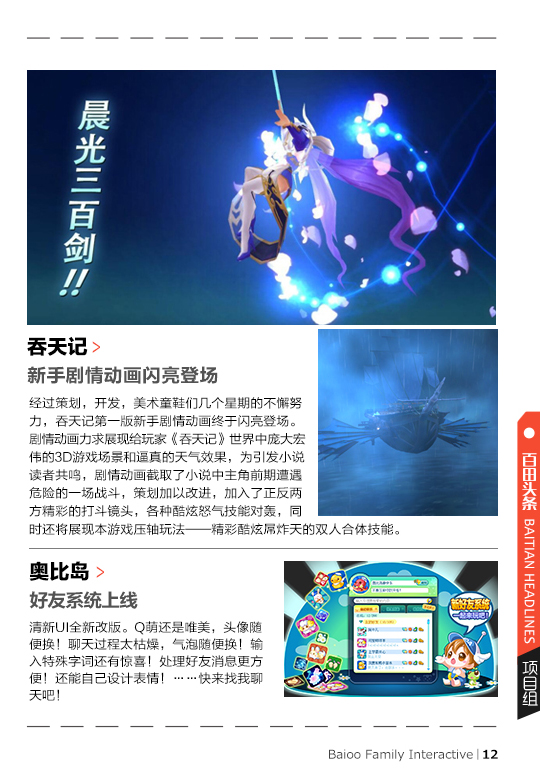 晨光三百剑!!
吞天记 >
新手剧情动画闪亮登场
经过策划，开发，美术童鞋们几个星期的不懈努
力，吞天记第一版新手剧情动画终于闪亮登场。
剧情动画力求展现给玩家《吞天记》世界中庞大宏
伟的3D游戏场景和逼真的天气效果，为引发小说
读者共鸣，剧情动画截取了小说中主角前期遭遇
危险的一场战斗，策划加以改进，加入了正反两
方精彩的打斗镜头，各种酷炫怒气技能对轰，同
时还将展现本游戏压轴玩法——精彩酷炫屌炸天的双人合体技能。
奥比岛 >
好友系统上线
清新UI全新改版。Q萌还是唯美，头像随
便换！聊天过程太枯燥，气泡随便换！输
入特殊字词还有惊喜！处理好友消息更方
便！还能自己设计表情！……快来找我聊
天吧！
新好友系统
一起来玩吧！
百田头条 BAITIAN HEADLINES
项目组
Baioo Family Interactive | 12